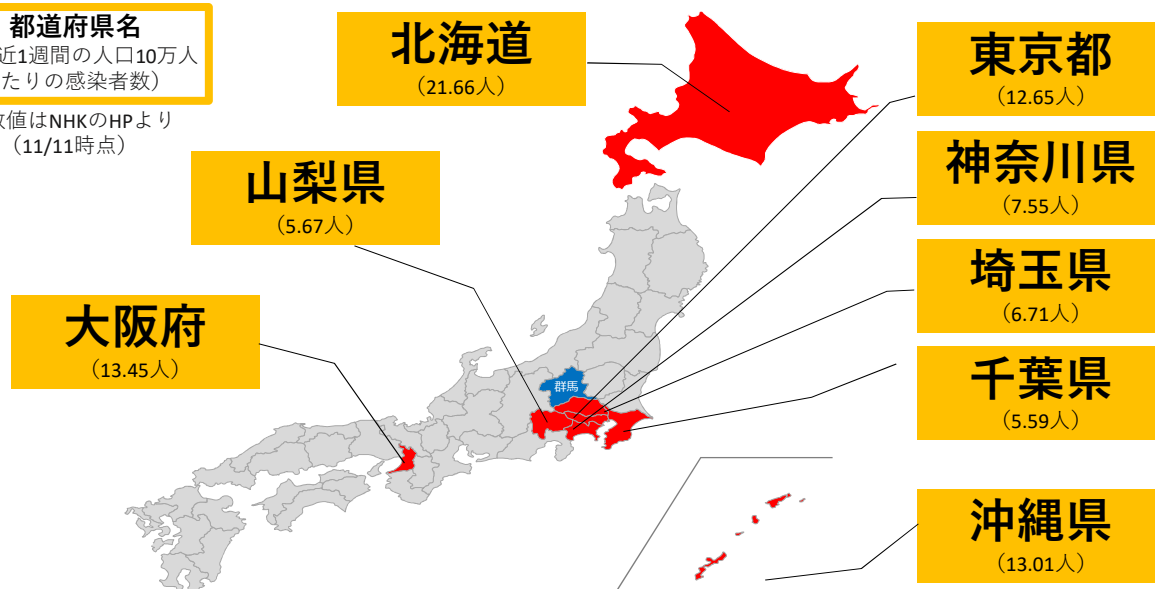 都道府県名
近1週間の人口10万人
たりの感染者数）
値はNHKのHPより
（11/11時点）
北海道
（21.66人）
東京都
（12.65人）
山梨県
（5.67人）
神奈川県
（7.55人）
大阪府
（13.45人）
埼玉県
（6.71人）
千葉県
（5.59人）
群馬
沖縄県
（13.01人）